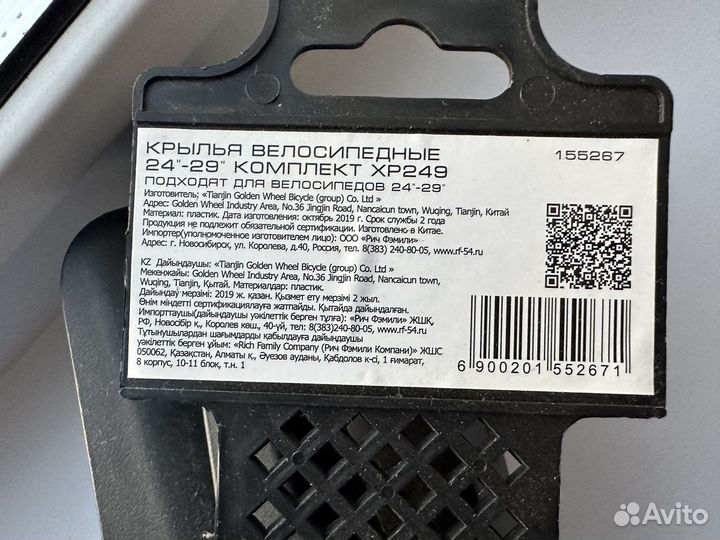 КРЫЛЬЯ ВЕЛОСИПЕДНЫЕ
24"-29" КОМПЛЕКТ XP249
155267
ПОДХОДЯТ ДЛЯ ВЕЛОСИПЕДОВ 24"-29"
Изготовитель: «Tianjin Golden Wheel Bicycle (group) Co. Ltd »
Адрес: Golden Wheel Industry Area, No.36 Jingjin Road, Nancaicun town, Wuqing, Tianjin, Китай
Материал: пластик. Дата изготовления: октябрь 2019 г. Срок службы 2 года
Продукция не подлежит обязательной сертификации. Изготовлено в Китае.
Импортер(уполномоченное изготовителем лицо): ООО «Рич Фэмили»
Адрес: г. Новосибирск, ул. Королева, д.40, Россия, тел. 8(383) 240-80-05, www.rf-54.ru
KZ Дайындаушы: «Tianjin Golden Wheel Bicycle (group) Co. Ltd »
Мекенжайы: Golden Wheel Industry Area, No.36 Jingjin Road, Nancaicun town,
Wuqing, Tianjin, Қытай. Материалдар: пластик.
Дайындау мерзімі: 2019 ж. қазан. Қызмет ету мерзімі 2 жыл.
Өнім міндетті сертификациялауға жатпайды. Қытайда дайындалған.
Импорттаушы(дайындаушы уәкілеттік берген тұлға): «Рич Фэмили» ЖШҚ,
РФ, Новосібір қ., Королев көш., 40-үй, тел: 8(383)240-80-05, www.rf-54.ru
Тұтынушылардан шағымдарды қабылдауға дайындаушы
уәкілеттік берген ұйым: «Rich Family Company (Рич Фэмили Компани)» ЖШС
050062, Қазақстан, Алматы қ., Әуезов ауданы, Қабдолов к-сі, 1 ғимарат,
8 корпус, 10-11 блок, т.н. 1
6 900201 552671
Avito